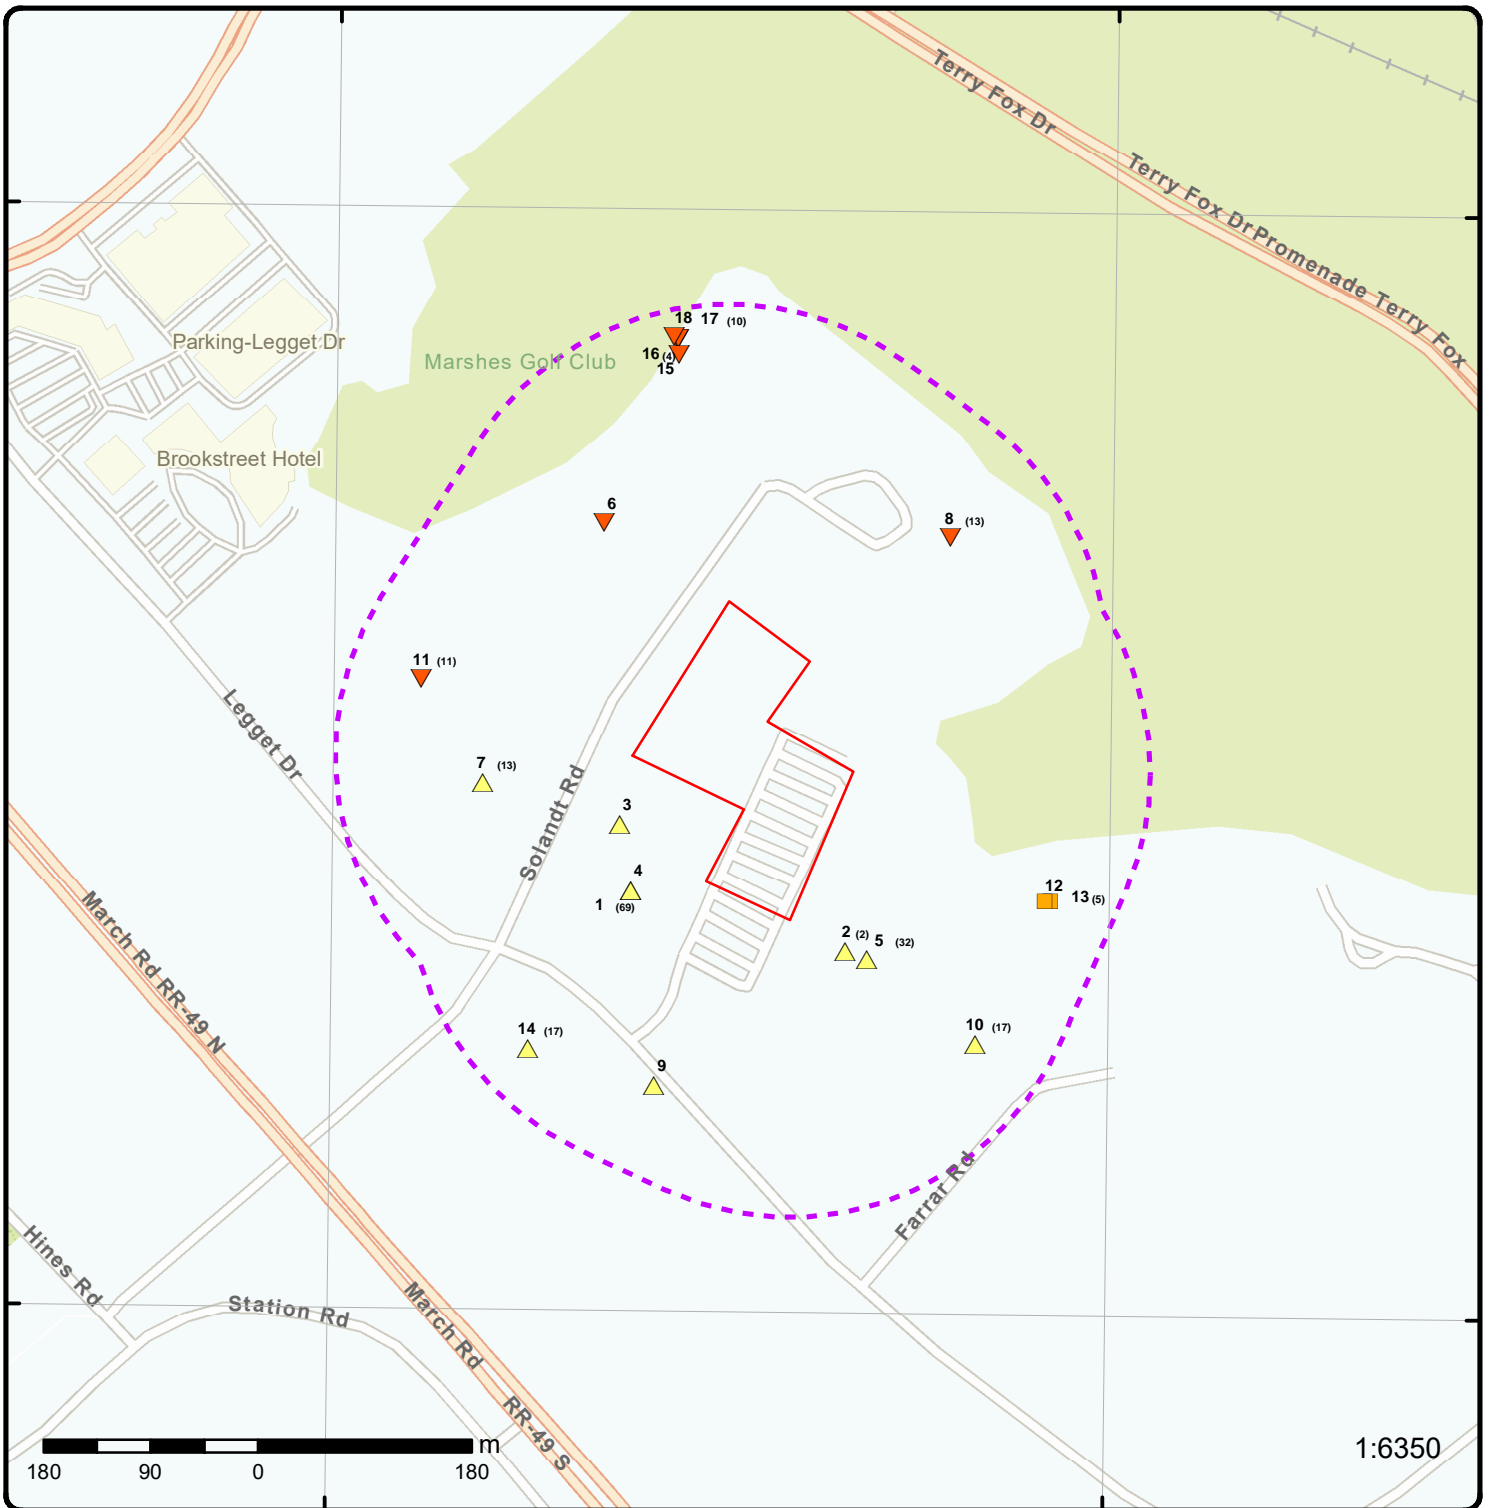 Terry Fox Dr
Terry Fox Dr
Promenade Terry Fox
18 17 (10)
16 (4)
15
Parking-Legget Dr
Marshes Golf Club
Brookstreet Hotel
6
8 (13)
11 (11)
Legget Dr
7 (13)
Solandt Rd
3
4
1 (69)
12 13 (5)
March Rd RR-49 N
2 (2) 5 (32)
14 (17)
10 (17)
9
Farrar Rd
Hines Rd
Station Rd
March Rd
RR-49 S
m
180 90 0 180
1:6350